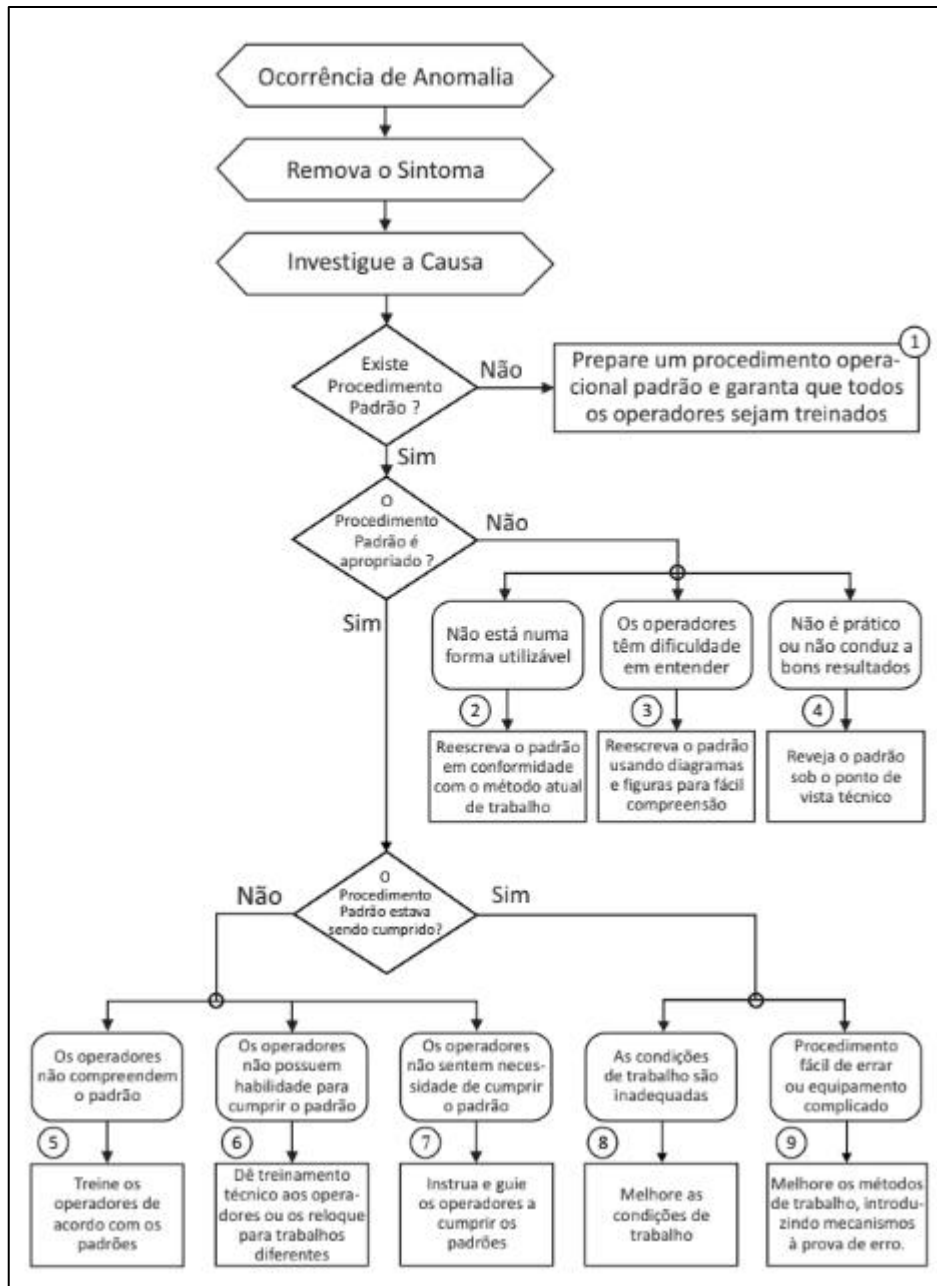 Ocorrência de Anomalia
Remova o Sintoma
Investigue a Causa
Existe
Procedimento
Padrão ?
Não
1
Prepare um procedimento opera-
cional padrão e garanta que todos
os operadores sejam treinados
Sim
O
Procedimento
Padrão é
apropriado ?
Não
Sim
Não está numa
forma utilizável
Os operadores
têm dificuldade
em entender
Não é prático
ou não conduz a
bons resultados
2
Reescreva o padrão
em conformidade
com o método atual
de trabalho
3
Reescreva o padrão
usando diagramas
e figuras para fácil
compreensão
4
Reveja o padrão
sob o ponto de
vista técnico
O
Procedimento
Padrão estava
sendo cumprido?
Não
Sim
Os operadores
não compreendem
o padrão
Os operadores
não possuem
habilidade para
cumprir o padrão
Os operadores
não sentem neces-
sidade de cumprir
o padrão
As condições
de trabalho são
inadequadas
Procedimento
fácil de errar
ou equipamento
complicado
5
Treine os
operadores de
acordo com os
padrões
6
Dê treinamento
técnico aos opera-
dores ou os reloque
para trabalhos
diferentes
7
Instrua e guie
os operadores a
cumprir os
padrões
8
Melhore as
condições de
trabalho
9
Melhore os métodos
de trabalho, introdu-
zindo mecanismos
à prova de erro.